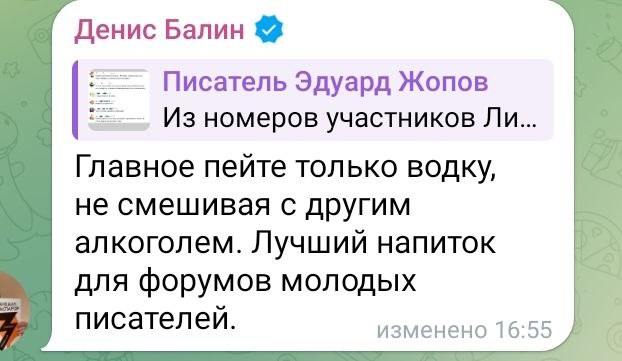 Денис Балин
Писатель Эдуард Жопов
Из номеров участников Ли...
Главное пейте только водку,
не смешивая с другим
алкоголем. Лучший напиток
для форумов молодых
писателей.
изменено 16:55